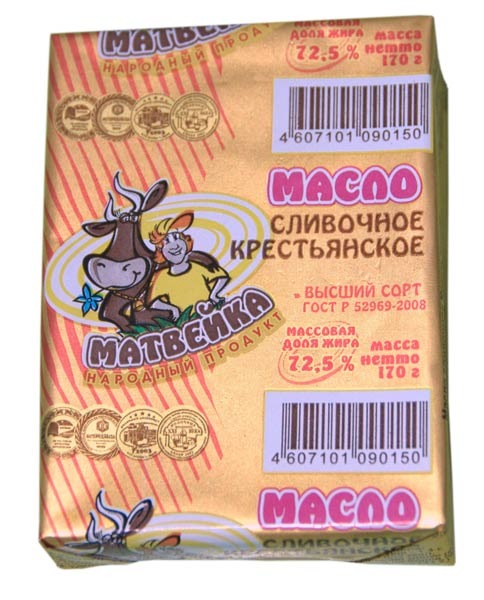 МАТВЕЙКА
НАРОДНЫЙ ПРОДУКТ
МАССОВАЯ
ДОЛЯ ЖИРА
72,5 %
масса
нетто
170 г
4 607101 090150
МАСЛО
СЛИВОЧНОЕ
КРЕСТЬЯНСКОЕ
ВЫСШИЙ СОРТ
ГОСТ Р 52969-2008
МАТВЕЙКА
НАРОДНЫЙ ПРОДУКТ
МАССОВАЯ
ДОЛЯ ЖИРА
72,5 %
масса
нетто
170 г
4 607101 090150
МАСЛО
СЛИВОЧНОЕ
КРЕСТЬЯНСКОЕ